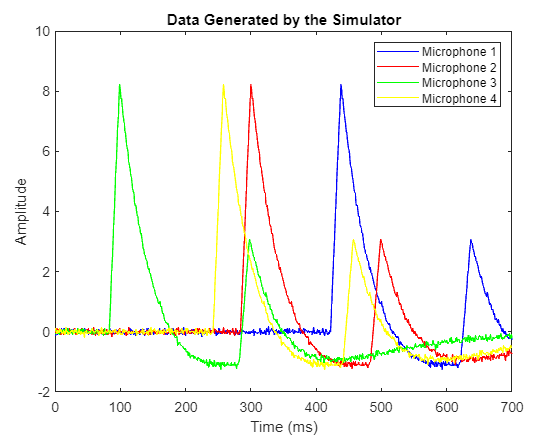 Data Generated by the Simulator
10
8
6
4
2
0
-2
Amplitude
Microphone 1
Microphone 2
Microphone 3
Microphone 4
0 100 200 300 400 500 600 700
Time (ms)